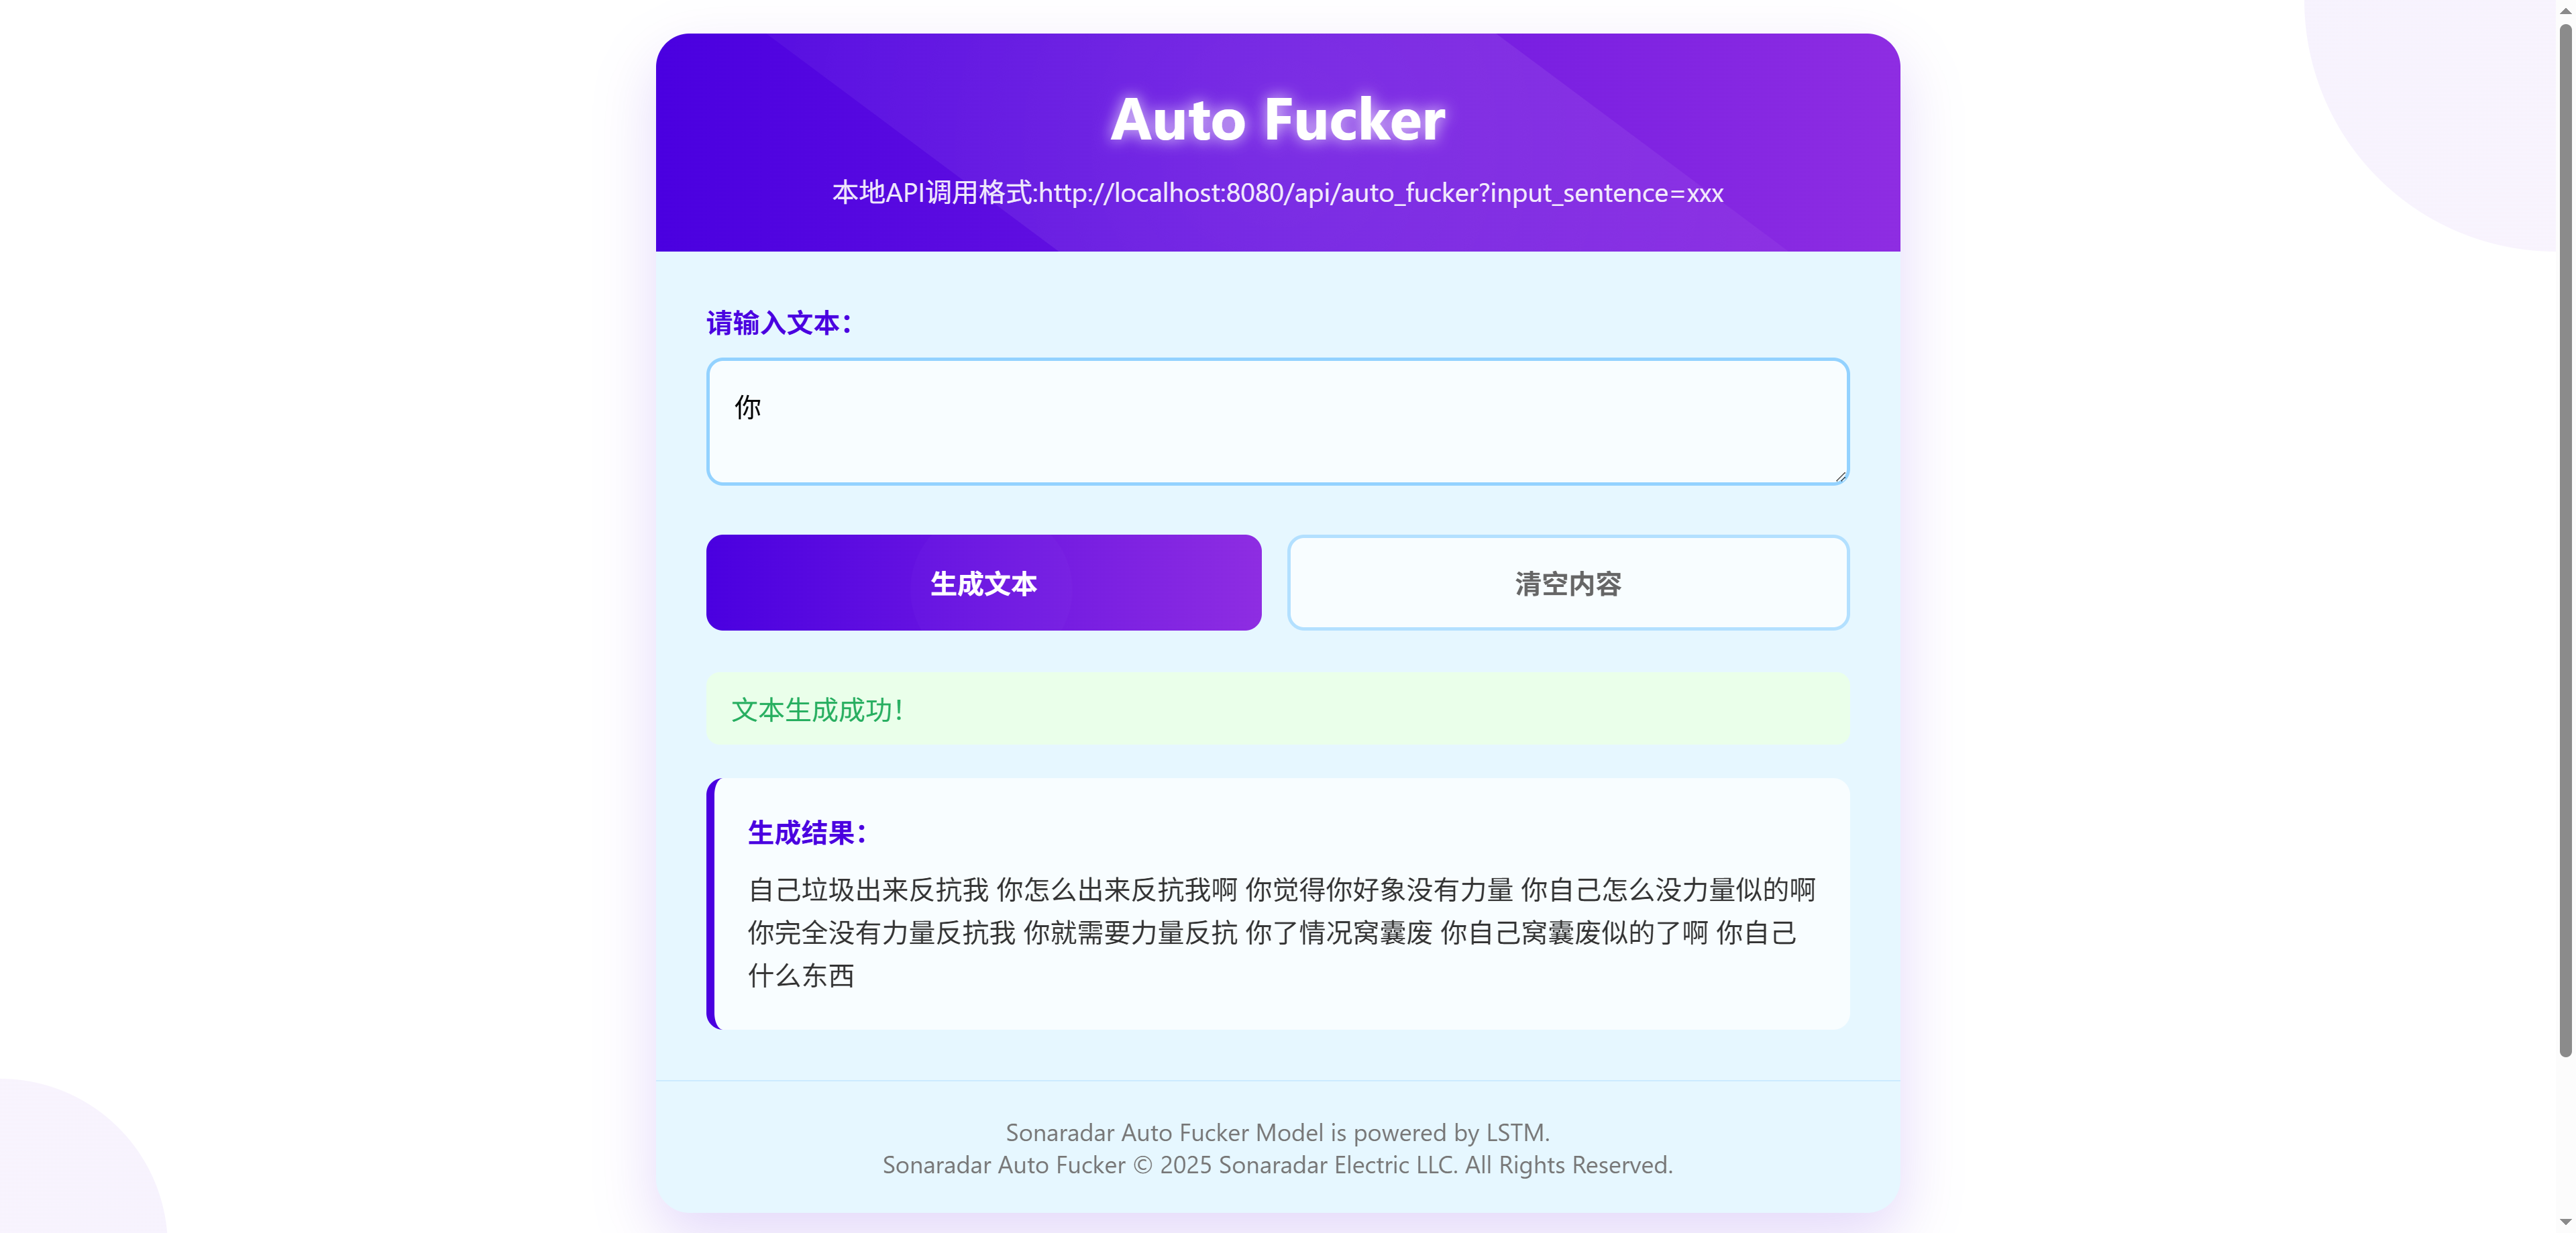 Auto Fucker
本地API调用格式:http://localhost:8080/api/auto_fucker?input_sentence=xxx
请输入文本：
你
生成文本 清空内容
文本生成成功！
生成结果：
自己垃圾出来反抗我 你怎么出来反抗我啊 你觉得你好象没有力量 你自己怎么没力量似的啊
你完全没有力量反抗我 你就需要力量反抗 你了情况窝囊废 你自己窝囊废似的了啊 你自己
什么东西
Sonaradar Auto Fucker Model is powered by LSTM.
Sonaradar Auto Fucker © 2025 Sonaradar Electric LLC. All Rights Reserved.